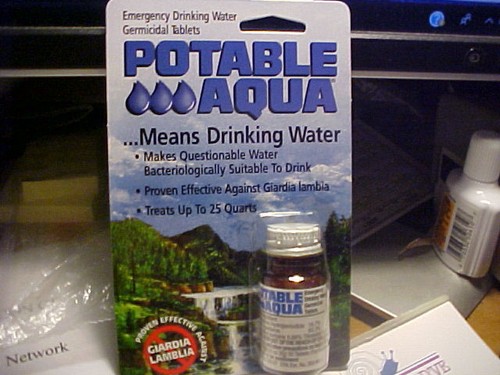 Emergency Drinking Water
Germicidal Tablets
POTABLE
AQUA
...Means Drinking Water
• Makes Questionable Water
Bacteriologically Suitable To Drink
• Proven Effective Against Giardia lambia
• Treats Up To 25 Quarts
POTABLE
AQUA
PROVEN EFFECTIVE AGAINST
GIARDIA
LAMBLIA
Network